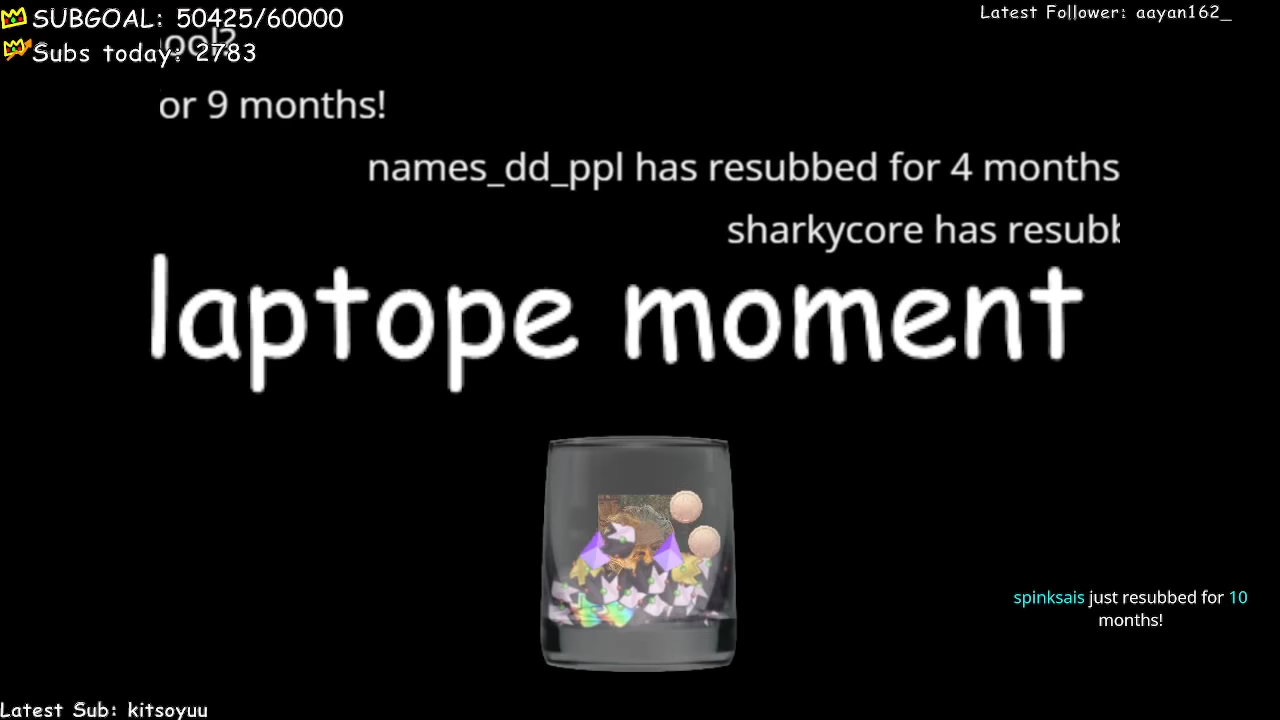 SUBGOAL: 50425/60000
Latest Follower: aayan162_
ool?
Subs today: 2783
or 9 months!
names_dd_ppl has resubbed for 4 months
sharkycore has resubb
laptope moment
spinksais just resubbed for 10
months!
Latest Sub: kitsoyuu